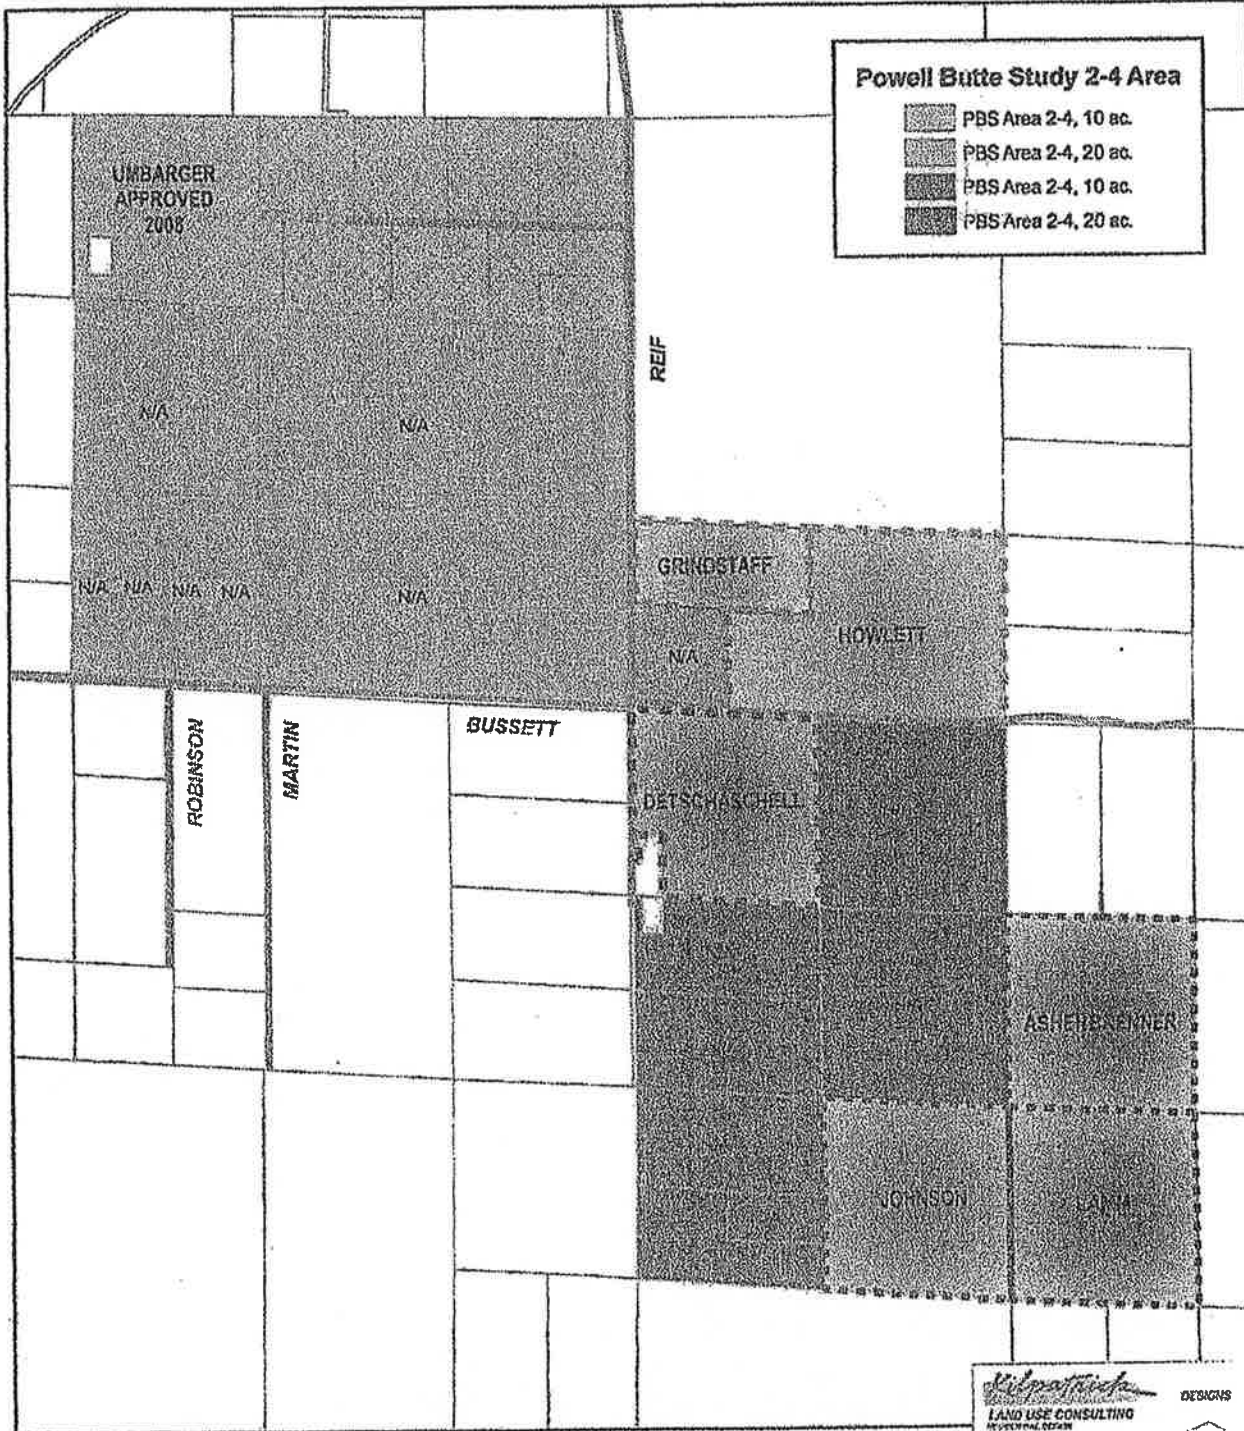 Powell Butte Study 2-4 Area
PBS Area 2-4, 10 ac.
PBS Area 2-4, 20 ac.
PBS Area 2-4, 10 ac.
PBS Area 2-4, 20 ac.
UMBARGER
APPROVED
2008
REIF
N/A
N/A
GRINDSTAFF
N/A N/A N/A N/A
N/A
HOWLETT
N/A
ROBINSON
MARTIN
BUSSETT
DETSCHASCHELL
JOHNSON
Kilpatrick
DESIGNS
LAND USE CONSULTING